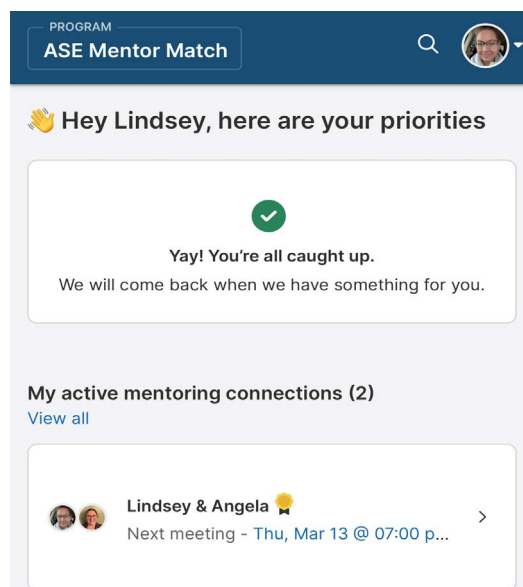 PROGRAM
ASE Mentor Match
👋 Hey Lindsey, here are your priorities
Yay! You’re all caught up.
We will come back when we have something for you.
My active mentoring connections (2)
View all
Lindsey & Angela
Next meeting - Thu, Mar 13 @ 07:00 p...